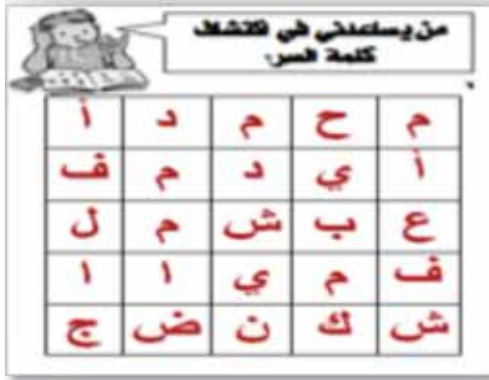 من يساعدني في اكتشاف
كلمة السر
م ح م د أ
أ ي د م ف
ع ب ش م ل
ف م ي ا ا
ش ك ن ض ج